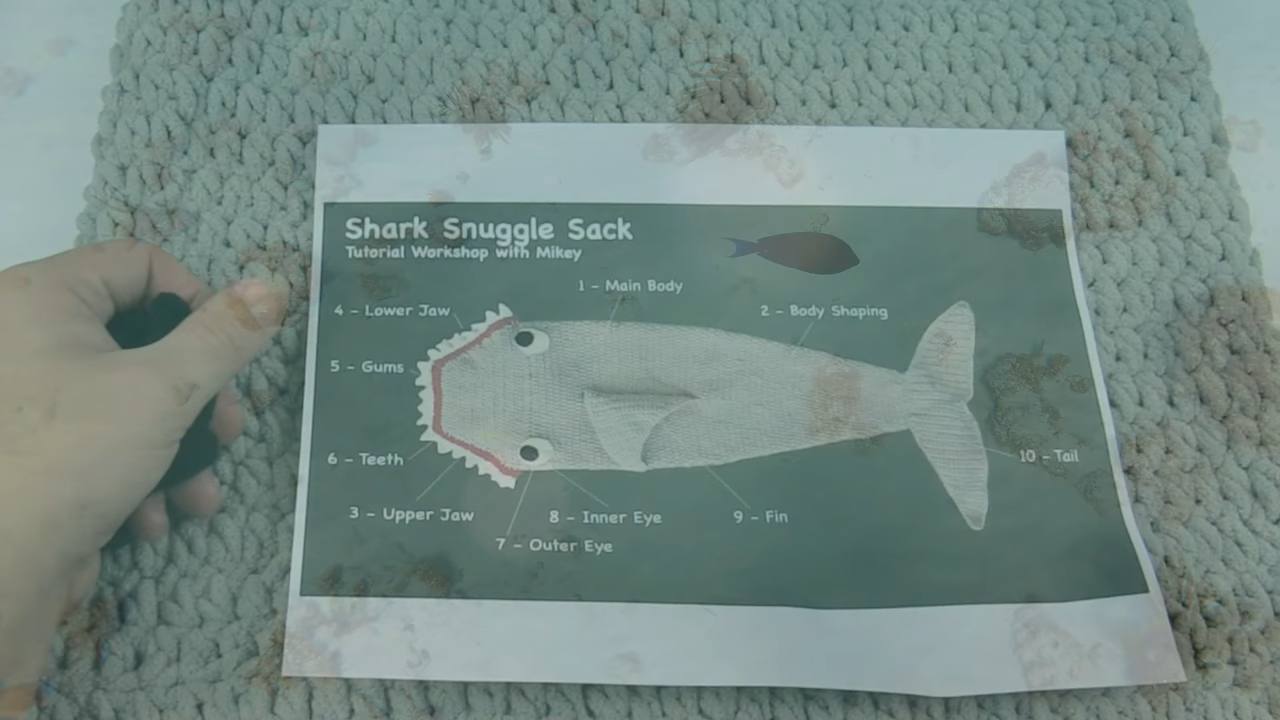 Shark Snuggle Sack
Tutorial Workshop with Mikey
1 - Main Body
2 - Body Shaping
4 - Lower Jaw
5 - Gums
6 - Teeth
10 - Tail
3 - Upper Jaw
8 - Inner Eye
9 - Fin
7 - Outer Eye